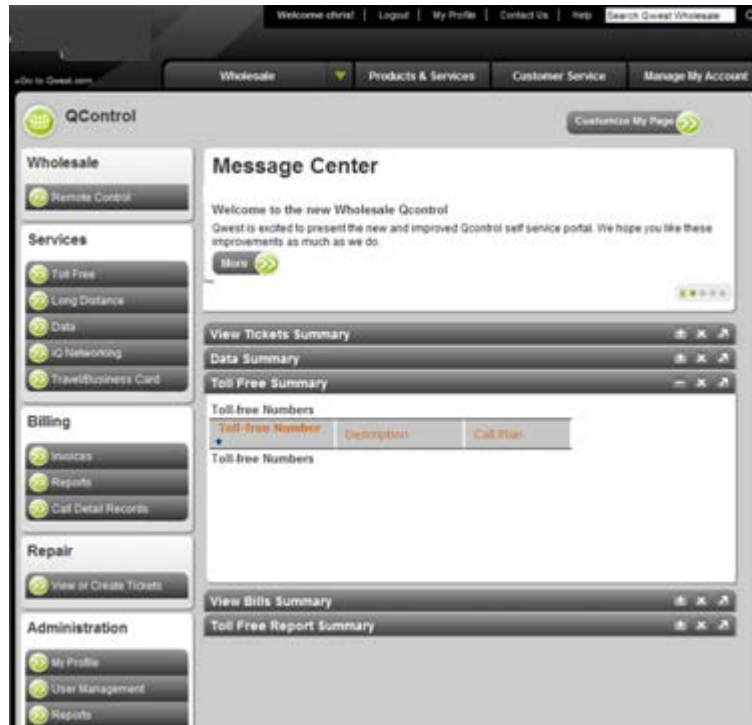 Welcome chris! | Logout | My Profile | Contact Us | Help Search Qwest Wholesale
Go to Qwest.com
Wholesale Products & Services Customer Service Manage My Account
QControl
Customize My Page
Wholesale
Remote Control
Services
Toll Free
Long Distance
Data
iQ Networking
Travel/Business Card
Billing
Invoices
Reports
Call Detail Records
Repair
View or Create Tickets
Administration
My Profile
User Management
Reports
Message Center
Welcome to the new Wholesale Qcontrol
Qwest is excited to present the new and improved Qcontrol self service portal. We hope you like these
improvements as much as we do.
More
View Tickets Summary
Data Summary
Toll Free Summary
Toll-free Numbers
Toll-free Number Description Call Plan
Toll-free Numbers
View Bills Summary
Toll Free Report Summary